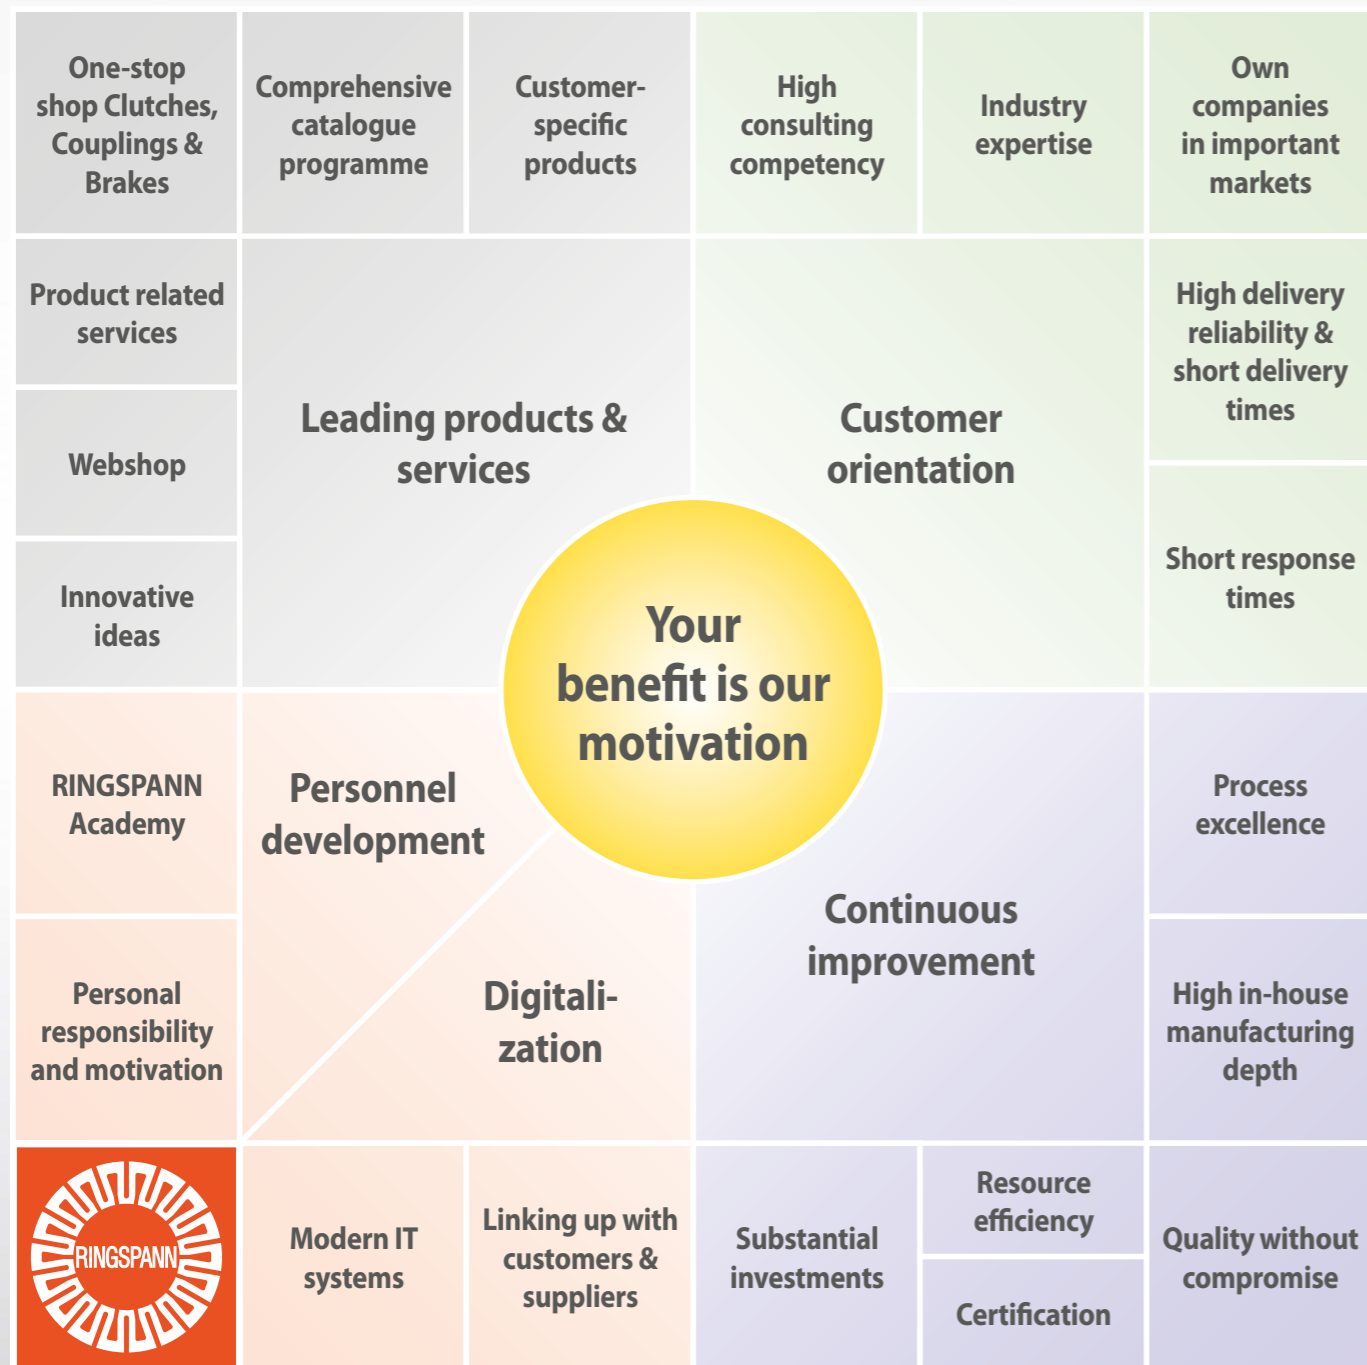 One-stop
shop Clutches,
Couplings &
Brakes
Comprehensive
catalogue
programme
Customer-
specific
products
High
consulting
competency
Industry
expertise
Own
companies
in important
markets
Product related
services
Webshop
Innovative
ideas
Leading products &
services
Customer
orientation
High delivery
reliability &
short delivery
times
Short response
times
Your
benefit is our
motivation
RINGSPANN
Academy
Personal
responsibility
and motivation
Personnel
development
Digitali-
zation
Continuous
improvement
Process
excellence
High in-house
manufacturing
depth
RINGSPANN
Modern IT
systems
Linking up with
customers &
suppliers
Substantial
investments
Resource
efficiency
Certification
Quality without
compromise